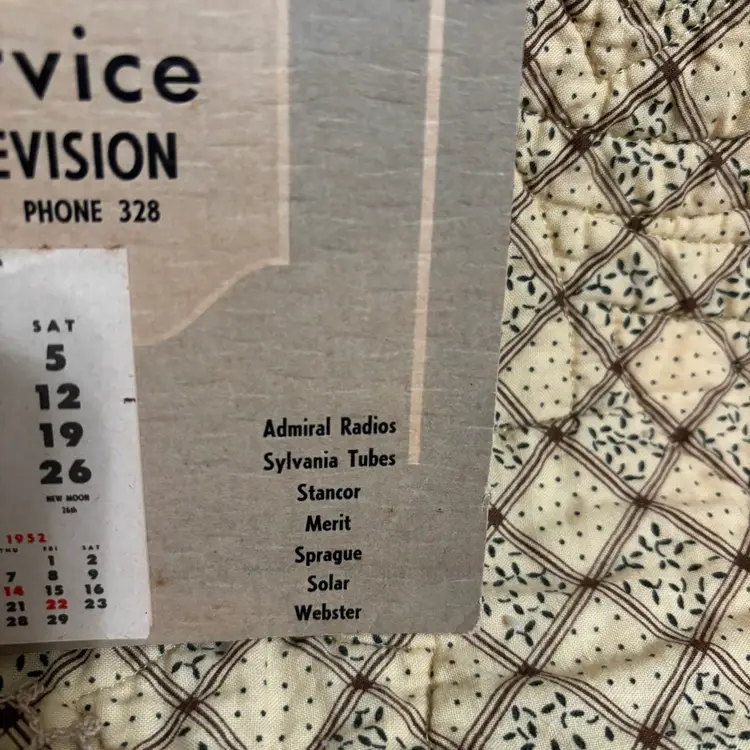 rvice
EVISION
PHONE 328
SAT
5
12
19
26
NEW MOON
26th
1952
THU FRI SAT
1 2
7 8 9
14 15 16
21 22 23
28 29
Admiral Radios
Sylvania Tubes
Stancor
Merit
Sprague
Solar
Webster